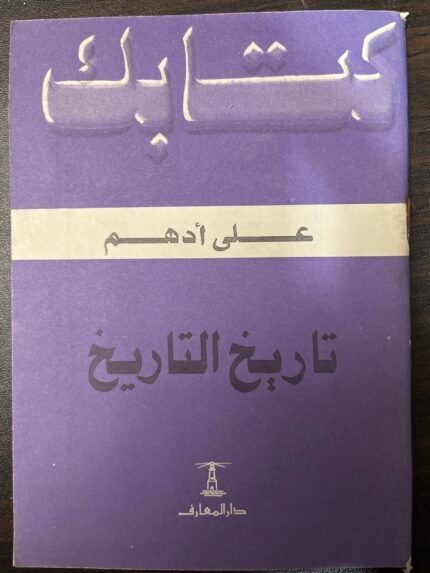 كتابك
على أدهم
تاريخ التاريخ
دار المعارف